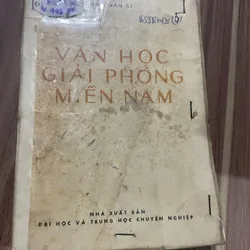 VĂN HỌC
GIẢI PHÓNG
MIỀN NAM
NHÀ XUẤT BẢN
ĐẠI HỌC VÀ TRUNG HỌC CHUYÊN NGHIỆP